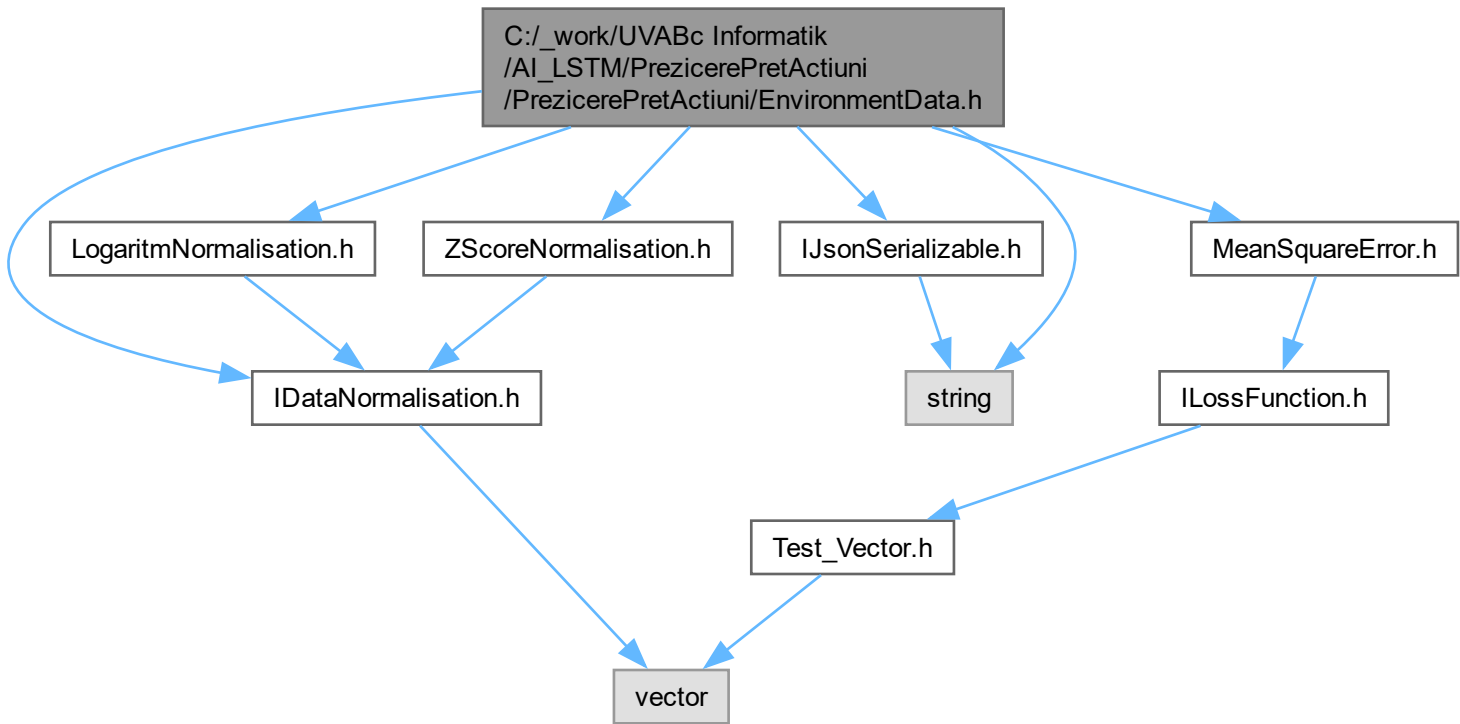 C:/_work/UVABc Informatik
/AI_LSTM/PrezicerePretActiuni
/PrezicerePretActiuni/EnvironmentData.h
LogaritmNormalisation.h
ZScoreNormalisation.h
IJsonSerializable.h
MeanSquareError.h
IDataNormalisation.h
string
ILossFunction.h
Test_Vector.h
vector